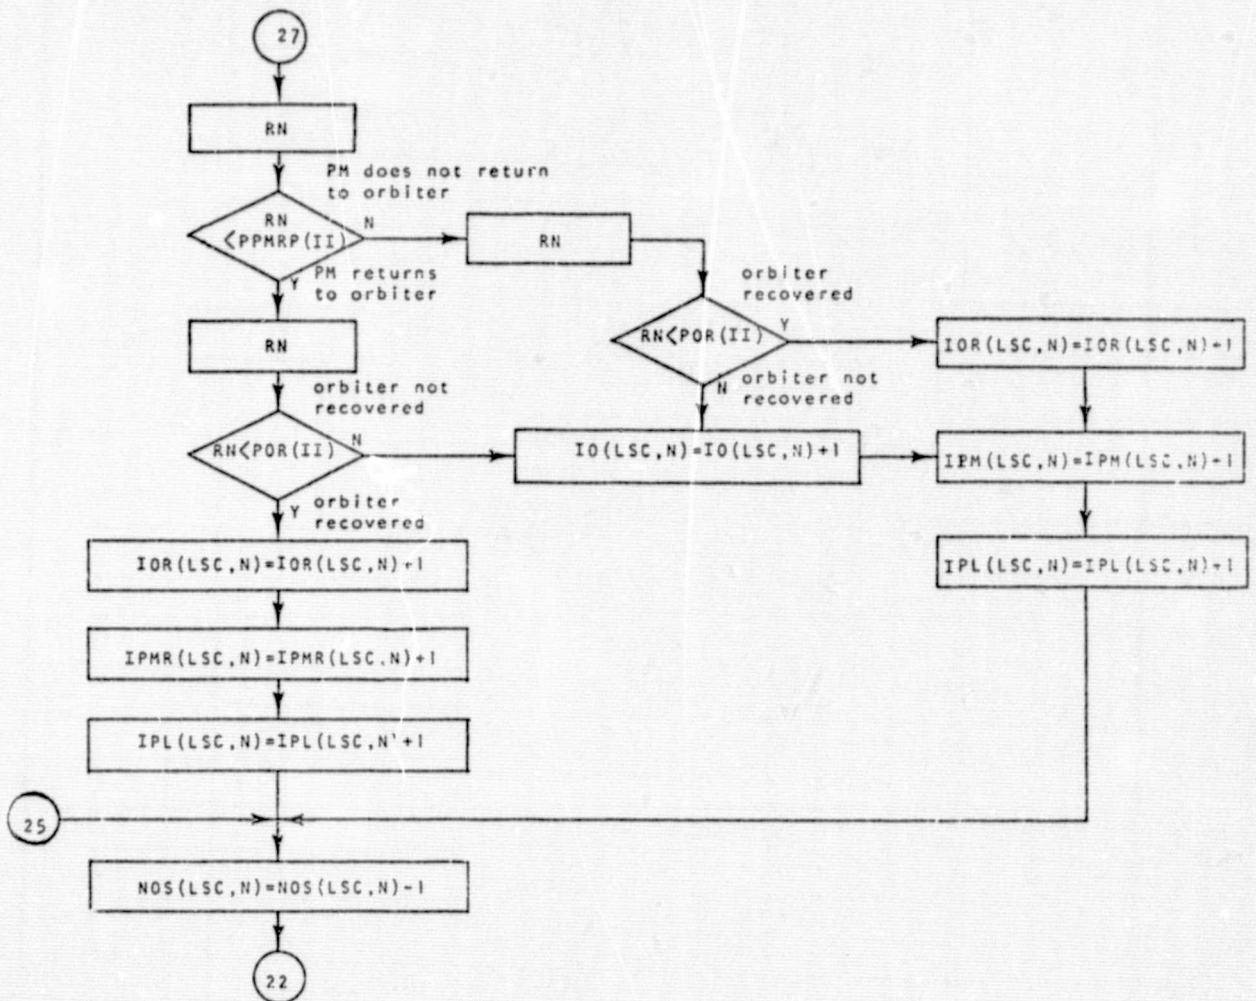 27
RN
PM does not return
to orbiter
RN
<PPMRP(II)
N
RN
Y
PM returns
to orbiter
orbiter
recovered
RN
RN<POR(II)
Y
IOR(LSC,N)=IOR(LSC,N)+1
N
orbiter not
recovered
orbiter not
recovered
RN<POR(II)
N
IO(LSC,N)=IO(LSC,N)+1
IPM(LSC,N)=IPM(LSC,N)+1
Y
orbiter
recovered
IOR(LSC,N)=IOR(LSC,N)+1
IPL(LSC,N)=IPL(LSC,N)+1
IPMR(LSC,N)=IPMR(LSC,N)+1
IPL(LSC,N)=IPL(LSC,N)+1
25
NOS(LSC,N)=NOS(LSC,N)-1
22